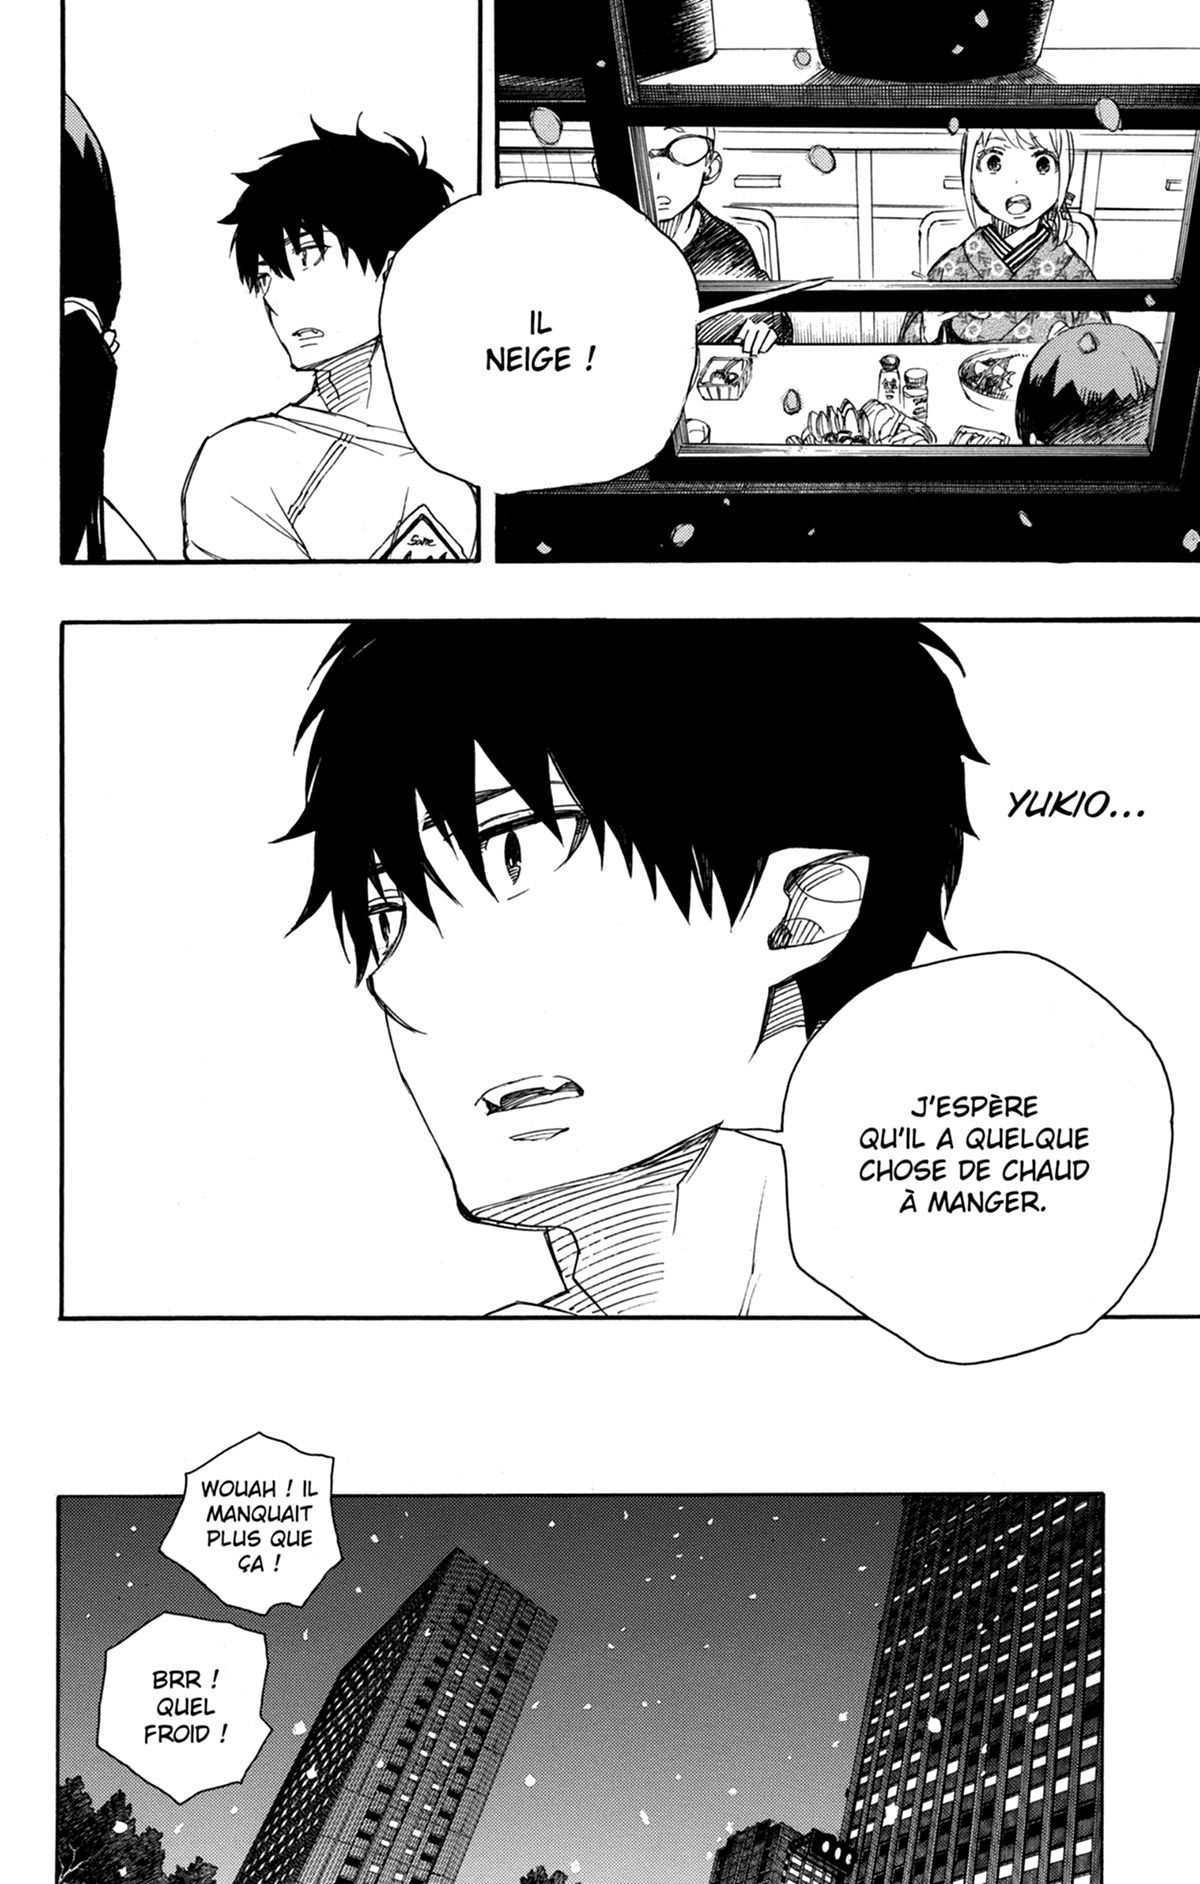 IL
NEIGE !
Same
YUKIO...
J'ESPÈRE
QU'IL A QUELQUE
CHOSE DE CHAUD
À MANGER.
WOUAH ! IL
MANQUAIT
PLUS QUE
ÇA !
BRR !
QUEL
FROID !